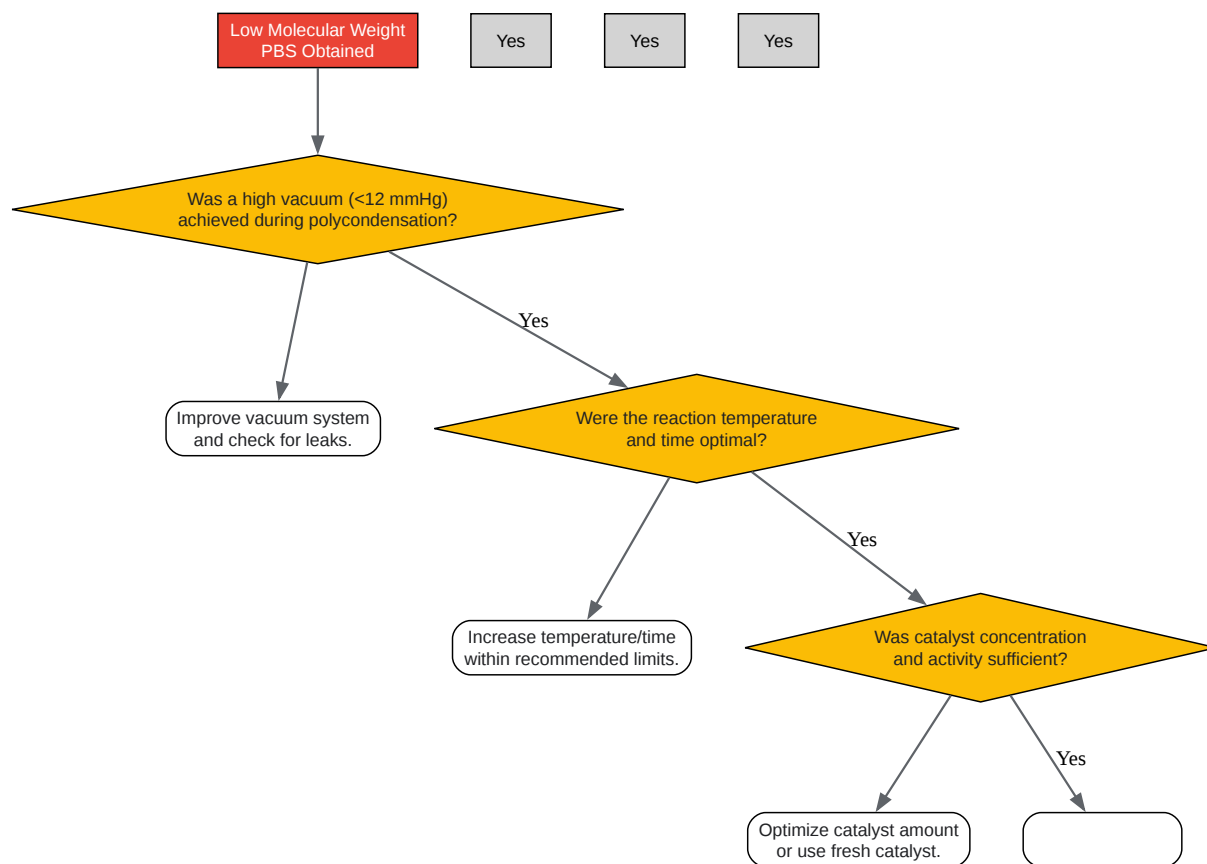 Low Molecular Weight
PBS Obtained
Yes
Yes
Yes
Was a high vacuum (<12 mmHg)
achieved during polycondensation?
Yes
Improve vacuum system
and check for leaks.
Were the reaction temperature
and time optimal?
Yes
Increase temperature/time
within recommended limits.
Was catalyst concentration
and activity sufficient?
Yes
Optimize catalyst amount
or use fresh catalyst.